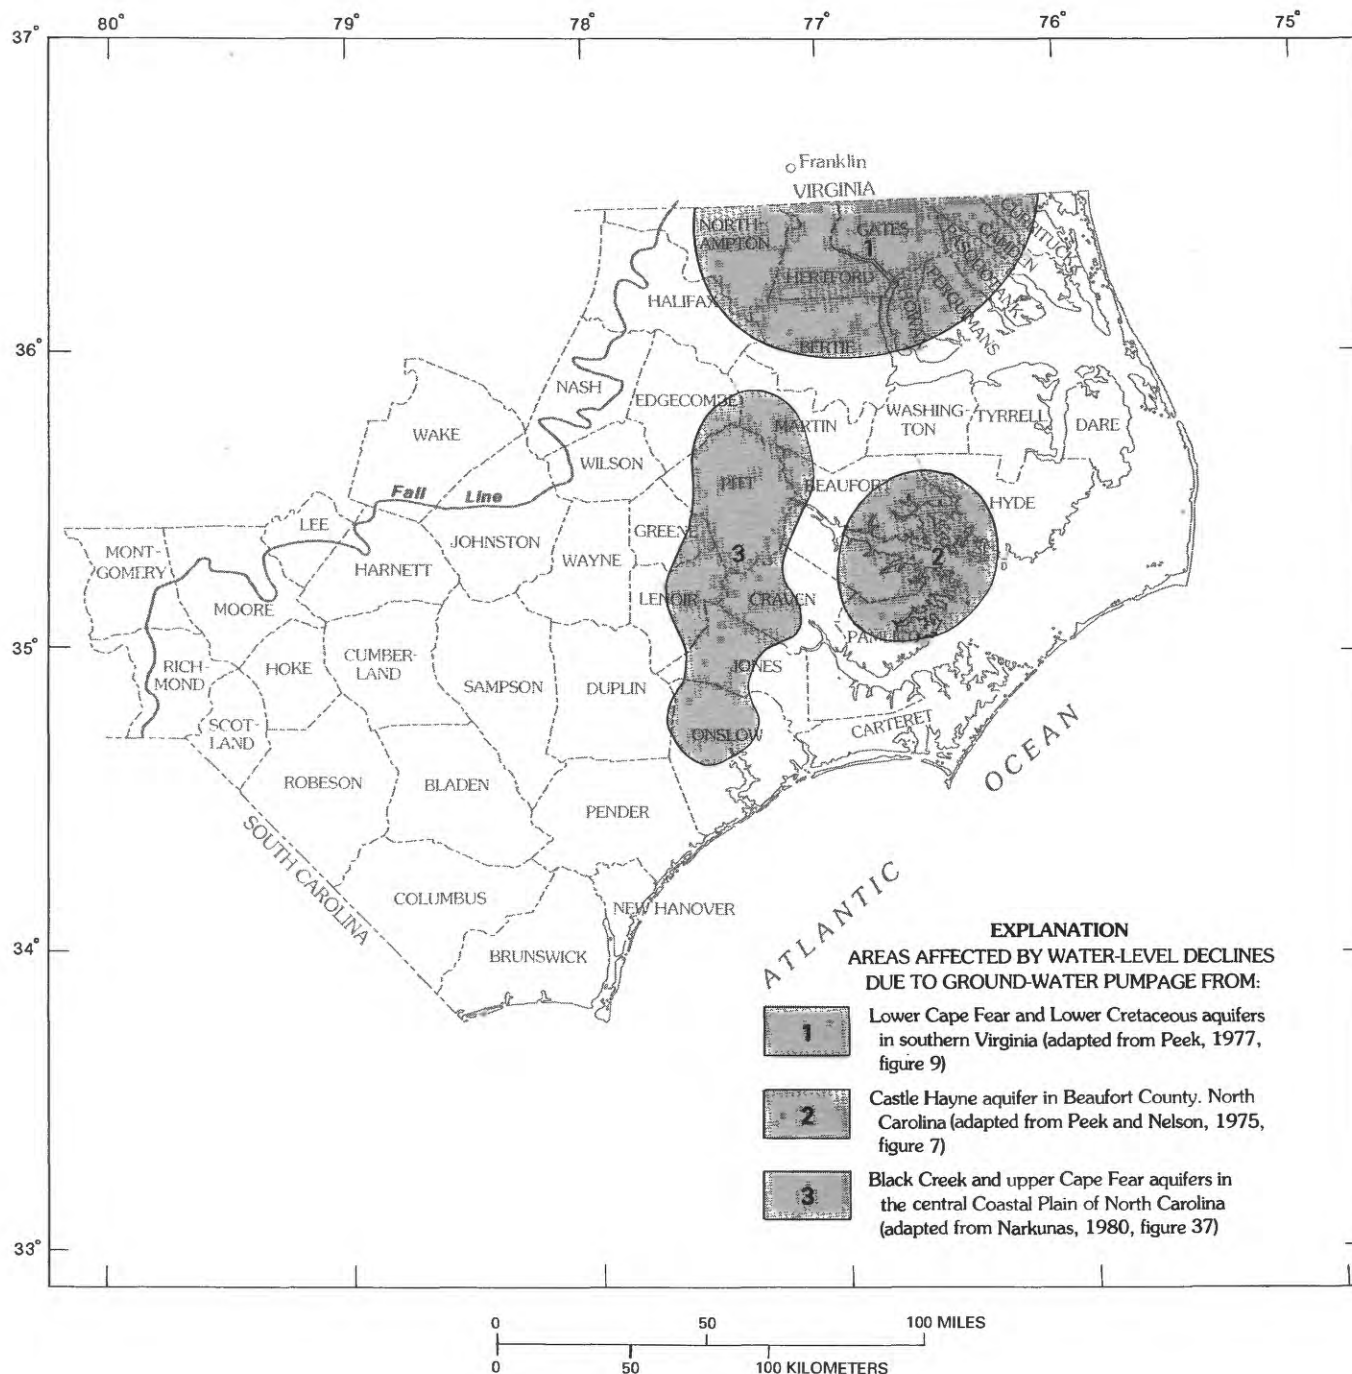 80° 79° 78° 77° 76° 75°
37°
Franklin
VIRGINIA
NORTH-
AMPTON
GATES
1
CURRITUCK
CAMDEN
PASQUOTANK
HERTFORD
PERQUIMANS
CHOWAN
HALIFAX
BERTIE
36°
NASH
EDGECOMBE
MARTIN
WASHING-
TON
TYRRELL
DARE
WAKE
WILSON
PITT
BEAUFORT
HYDE
Fall Line
LEE
GREENE
JOHNSTON
WAYNE
3
2
MONT-
GOMERY
HARNETT
MOORE
LENOIR
CRAVEN
PAMLICO
35°
RICH-
MOND
HOKE
CUMBER-
LAND
SAMPSON
DUPLIN
JONES
SCOT-
LAND
ONSLOW
CARTERET
ROBESON
BLADEN
PENDER
SOUTH CAROLINA
COLUMBUS
NEW HANOVER
BRUNSWICK
34°
ATLANTIC OCEAN
EXPLANATION
AREAS AFFECTED BY WATER-LEVEL DECLINES
DUE TO GROUND-WATER PUMPAGE FROM:
1 Lower Cape Fear and Lower Cretaceous aquifers
in southern Virginia (adapted from Peek, 1977,
figure 9)
2 Castle Hayne aquifer in Beaufort County. North
Carolina (adapted from Peek and Nelson, 1975,
figure 7)
3 Black Creek and upper Cape Fear aquifers in
the central Coastal Plain of North Carolina
(adapted from Narkunas, 1980, figure 37)
33°
0 50 100 MILES
0 50 100 KILOMETERS